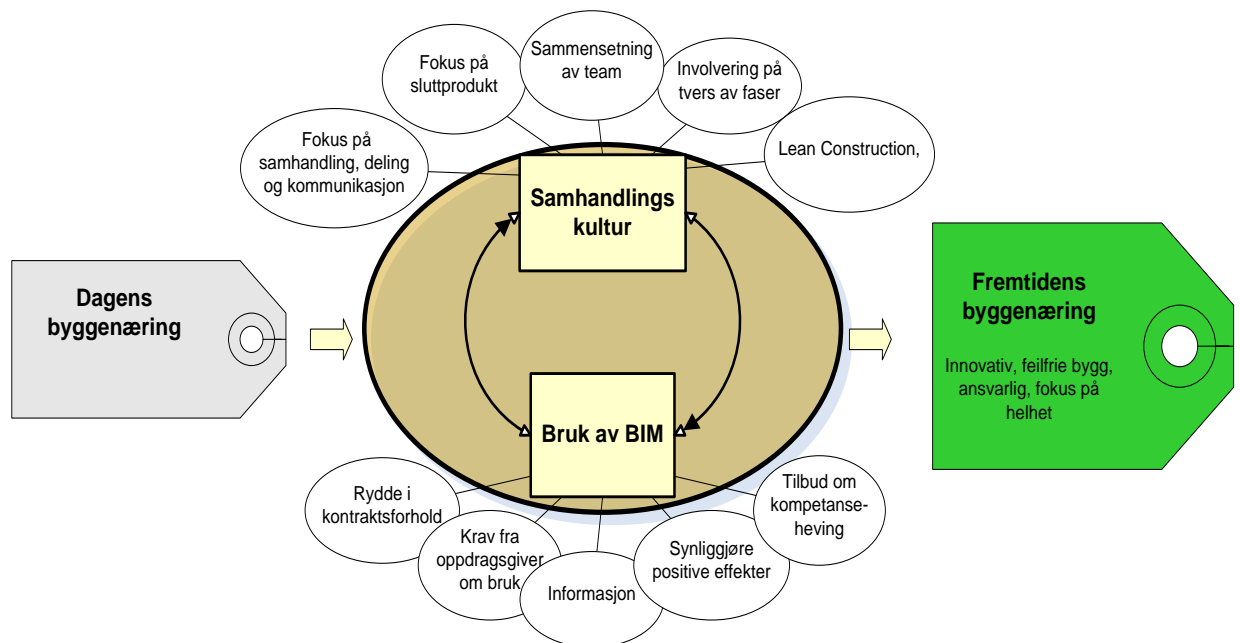 Fokus på
sluttprodukt
Sammensetning
av team
Involvering på
tvers av faser
Fokus på
samhandling, deling
og kommunikasjon
Lean Construction,
Samhandlings
kultur
Dagens
byggenæring
Fremtidens
byggenæring
Innovativ, feilfrie bygg,
ansvarlig, fokus på
helhet
Bruk av BIM
Rydde i
kontraktsforhold
Krav fra
oppdragsgiver
om bruk
Informasjon
Synliggjøre
positive effekter
Tilbud om
kompetanse-
heving